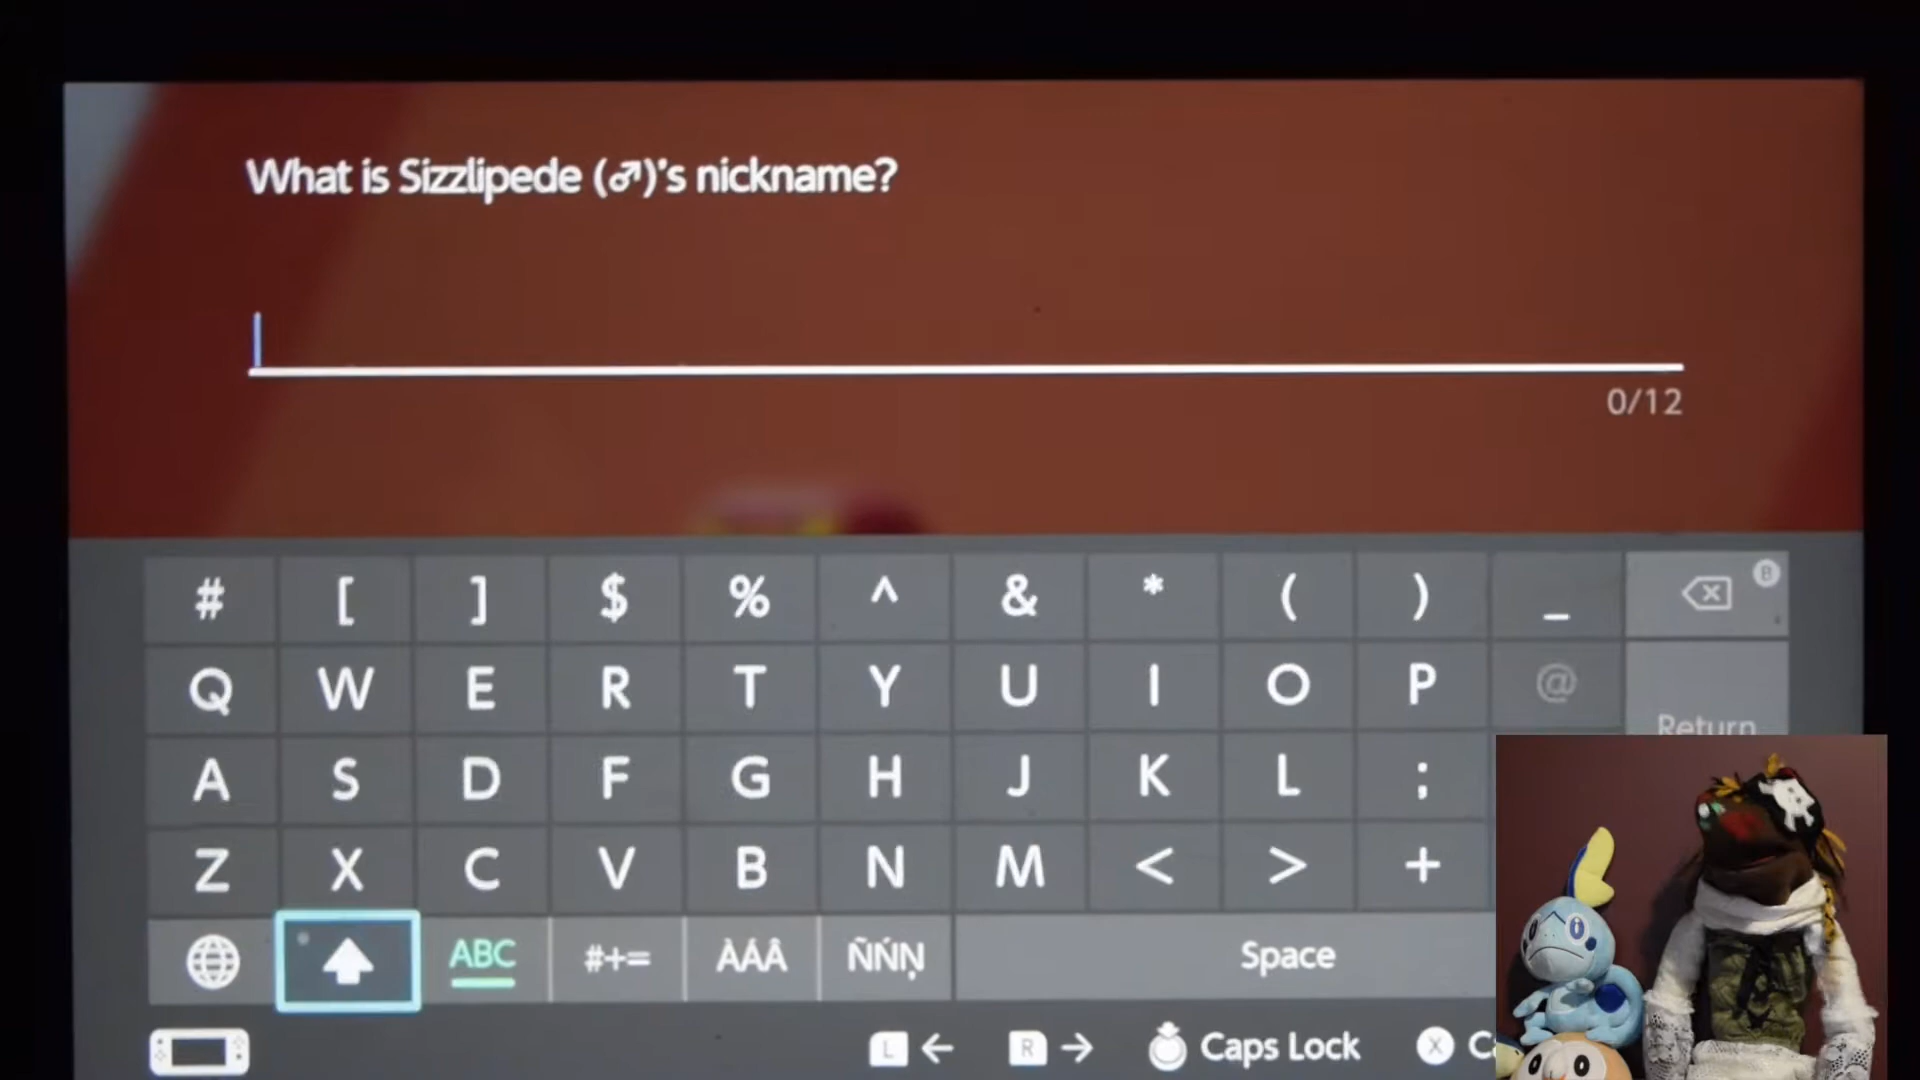 What is Sizzlipede (♂)'s nickname?
0/12
# [ ] $ % ^ & * ( ) _ B
Q W E R T Y U I O P @
Return
A S D F G H J K L ;
Z X C V B N M < > +
ABC #+= ÀÁÂ ÑŃŅ Space
L ← R → Caps Lock X